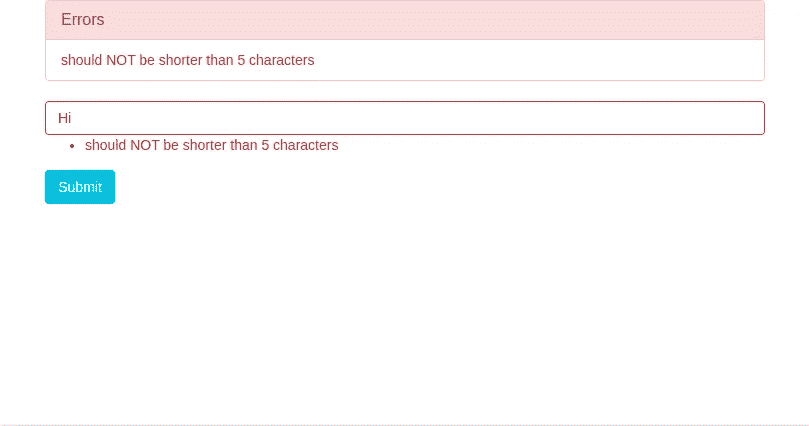 Errors
should NOT be shorter than 5 characters
Hi
should NOT be shorter than 5 characters
Submit